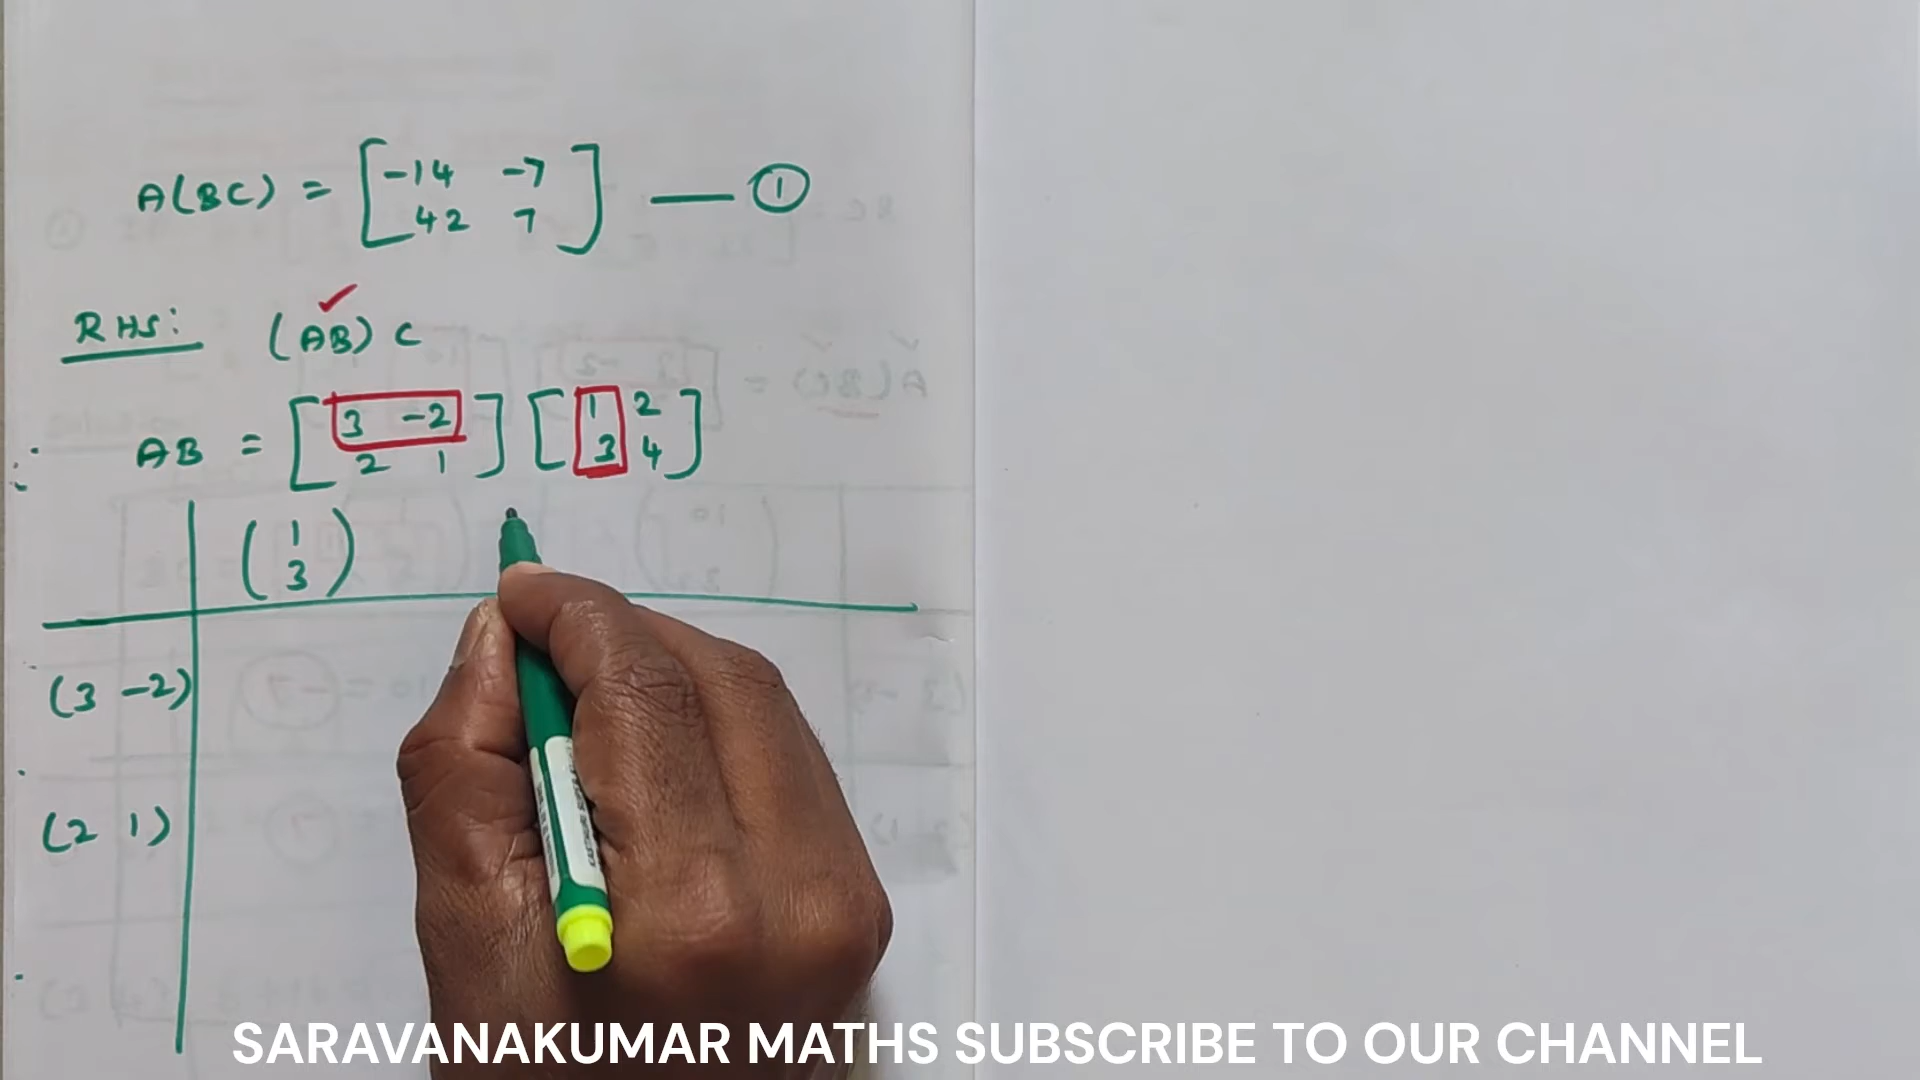 A(BC) = [ -14 -7 ] —— ①
[ 42 7 ]
RHS: (AB) C
AB = [ 3 -2 ] [ 1 2 ]
[ 2 1 ] [ 3 4 ]
( 1 )
( 3 )
(3 -2)
(2 1)
SARAVANAKUMAR MATHS SUBSCRIBE TO OUR CHANNEL